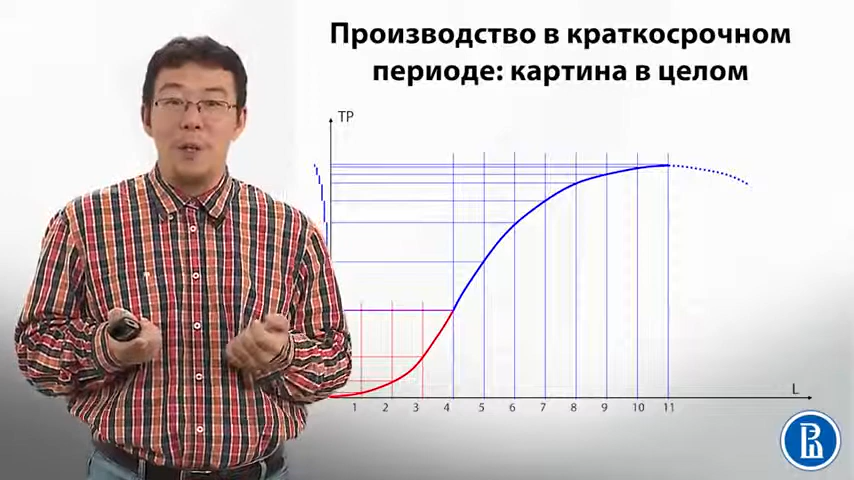 Производство в краткосрочном
периоде: картина в целом
TP
L
1 2 3 4 5 6 7 8 9 10 11